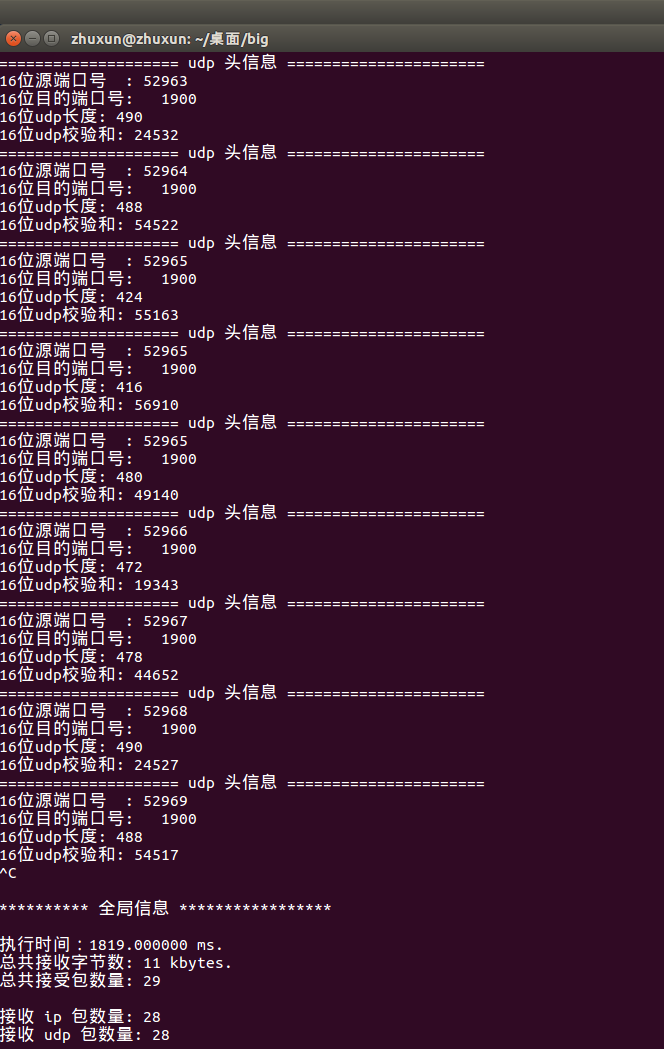 zhuxun@zhuxun: ~/桌面/big
==================== udp 头信息 ======================
16位源端口号  : 52963
16位目的端口号:   1900
16位udp长度: 490
16位udp校验和: 24532
==================== udp 头信息 ======================
16位源端口号  : 52964
16位目的端口号:   1900
16位udp长度: 488
16位udp校验和: 54522
==================== udp 头信息 ======================
16位源端口号  : 52965
16位目的端口号:   1900
16位udp长度: 424
16位udp校验和: 55163
==================== udp 头信息 ======================
16位源端口号  : 52965
16位目的端口号:   1900
16位udp长度: 416
16位udp校验和: 56910
==================== udp 头信息 ======================
16位源端口号  : 52965
16位目的端口号:   1900
16位udp长度: 480
16位udp校验和: 49140
==================== udp 头信息 ======================
16位源端口号  : 52966
16位目的端口号:   1900
16位udp长度: 472
16位udp校验和: 19343
==================== udp 头信息 ======================
16位源端口号  : 52967
16位目的端口号:   1900
16位udp长度: 478
16位udp校验和: 44652
==================== udp 头信息 ======================
16位源端口号  : 52968
16位目的端口号:   1900
16位udp长度: 490
16位udp校验和: 24527
==================== udp 头信息 ======================
16位源端口号  : 52969
16位目的端口号:   1900
16位udp长度: 488
16位udp校验和: 54517
^C
********** 全局信息 *****************
执行时间：1819.000000 ms.
总共接收字节数: 11 kbytes.
总共接受包数量: 29
接收 ip 包数量: 28
接收 udp 包数量: 28